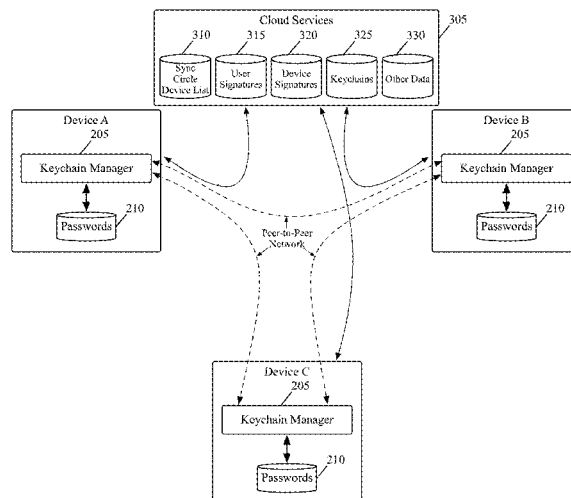 Cloud Services
305
310
315
320
325
330
Sync
Circle
Device List
User
Signatures
Device
Signatures
Keychains
Other Data
Device A
205
Keychain Manager
210
Passwords
Device B
205
Keychain Manager
210
Passwords
Peer-to-Peer
Network
Device C
205
Keychain Manager
210
Passwords